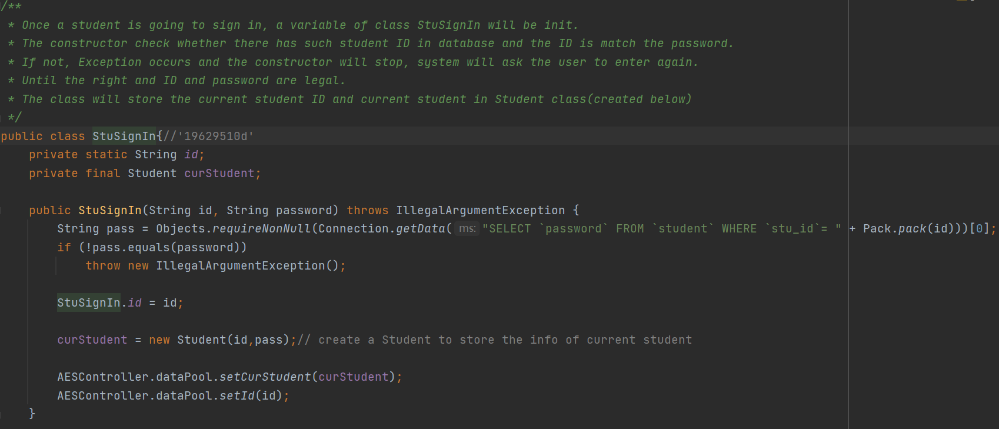 /**
 * Once a student is going to sign in, a variable of class StuSignIn will be init.
 * The constructor check whether there has such student ID in database and the ID is match the password.
 * If not, Exception occurs and the constructor will stop, system will ask the user to enter again.
 * Until the right and ID and password are legal.
 * The class will store the current student ID and current student in Student class(created below)
 */
public class StuSignIn{//'19629510d'
    private static String id;
    private final Student curStudent;

    public StuSignIn(String id, String password) throws IllegalArgumentException {
        String pass = Objects.requireNonNull(Connection.getData( ms: "SELECT `password` FROM `student` WHERE `stu_id`= " + Pack.pack(id)))[0];
        if (!pass.equals(password))
            throw new IllegalArgumentException();

        StuSignIn.id = id;

        curStudent = new Student(id,pass);// create a Student to store the info of current student

        AESController.dataPool.setCurStudent(curStudent);
        AESController.dataPool.setId(id);
    }